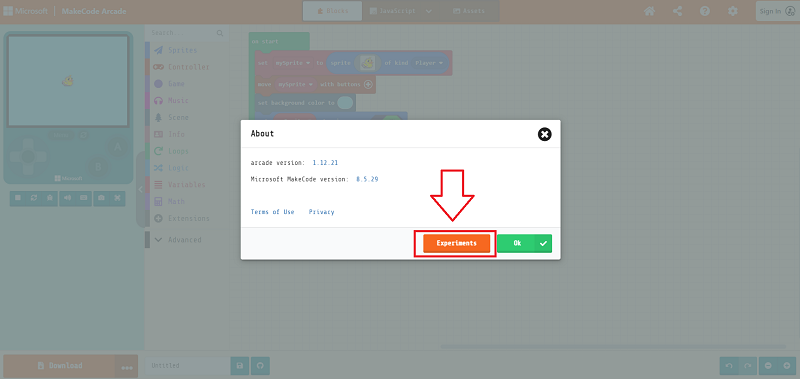 Microsoft | MakeCode Arcade
Blocks
JavaScript
Assets
Sign in
Search...
Sprites
Controller
Game
Music
Scene
Info
Loops
Logic
Variables
Math
Extensions
Advanced
on start
set mySprite to sprite of kind Player
move mySprite with buttons
set background color to
Microsoft
About
arcade version: 1.12.21
Microsoft MakeCode version: 8.5.29
Terms of Use Privacy
Experiments
Ok
Download
Untitled